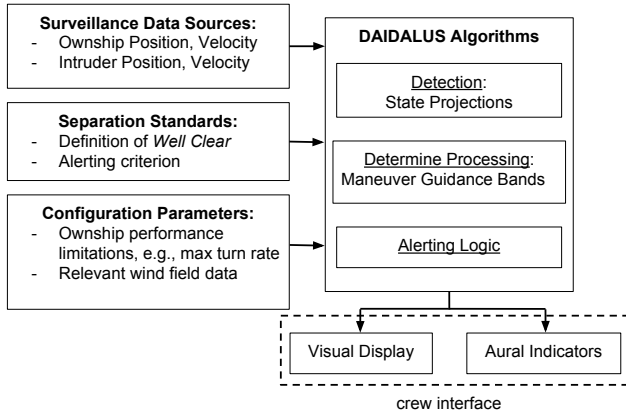 Surveillance Data Sources:
- Ownship Position, Velocity
- Intruder Position, Velocity
Separation Standards:
- Definition of Well Clear
- Alerting criterion
Configuration Parameters:
- Ownship performance
limitations, e.g., max turn rate
- Relevant wind field data
DAIDALUS Algorithms
Detection:
State Projections
Determine Processing:
Maneuver Guidance Bands
Alerting Logic
Visual Display
Aural Indicators
crew interface